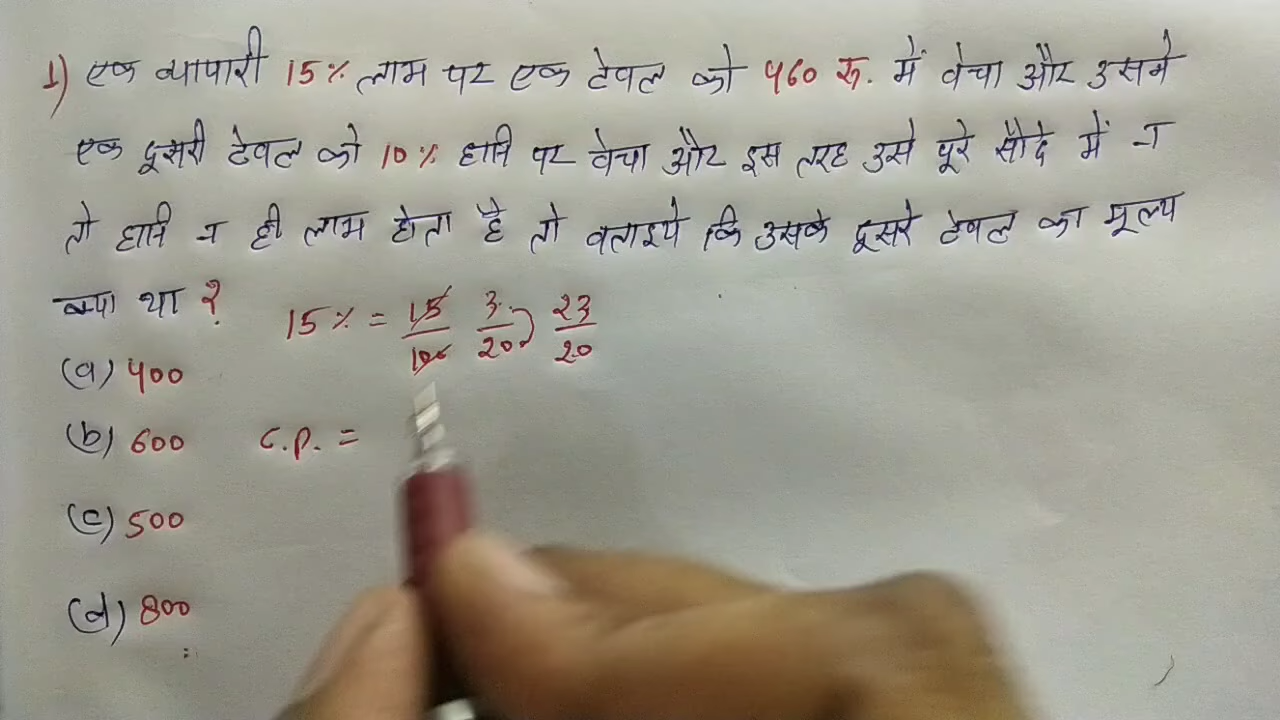 1) एक व्यापारी 15% लाभ पर एक टेबल को 460 रु. में बेचा और उसने
एक दूसरी टेबल को 10% हानि पर बेचा और इस तरह उसे पूरे सौदे में न
तो हानि न ही लाभ होता है तो बताइये कि उसके दूसरे टेबल का मूल्य
क्या था ?
15% = 15/100 3/20 23/20
(a) 400
(b) 600 C.P. =
(c) 500
(d) 800